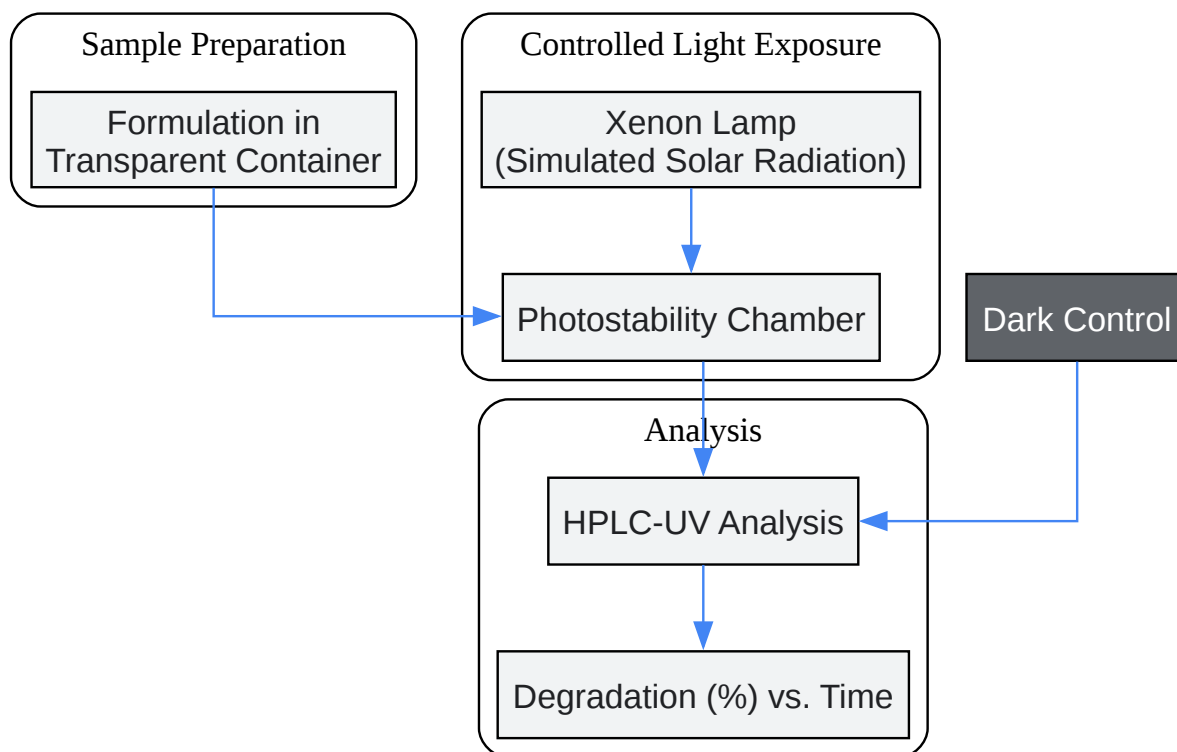 Sample Preparation
Formulation in
Transparent Container
Controlled Light Exposure
Xenon Lamp
(Simulated Solar Radiation)
Photostability Chamber
Dark Control
Analysis
HPLC-UV Analysis
Degradation (%) vs. Time